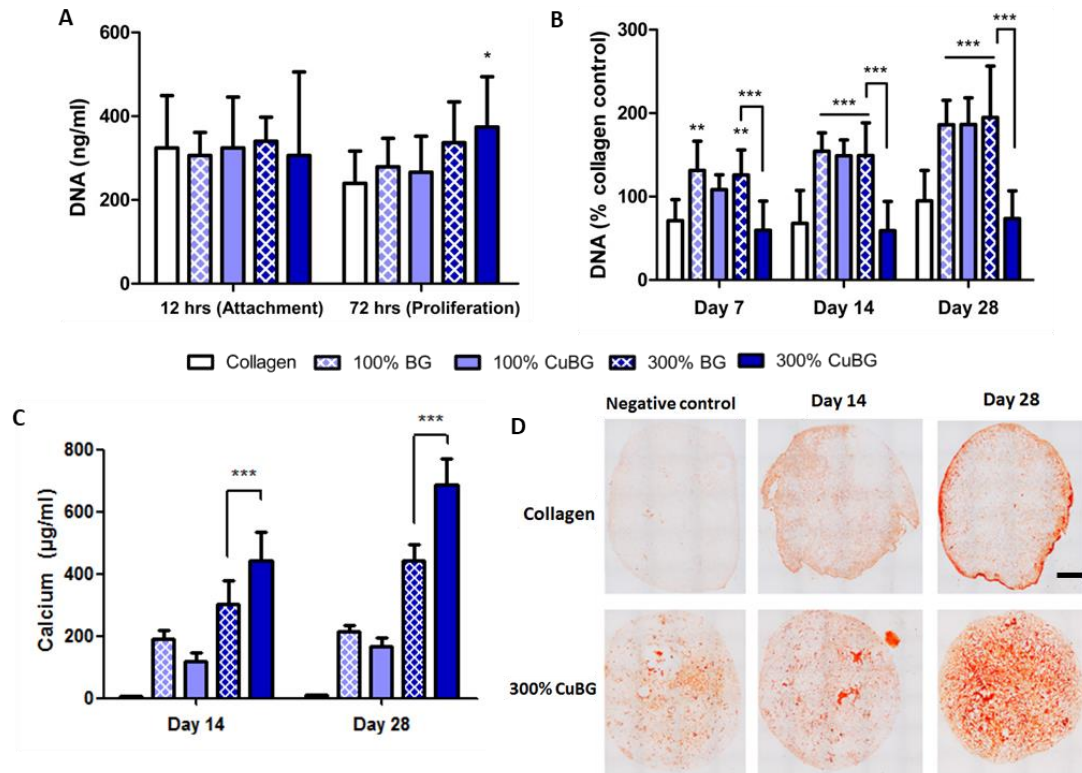 A
DNA (ng/ml)
600
400
200
0
*
12 hrs (Attachment)
72 hrs (Proliferation)
B
DNA (% collagen control)
300
200
100
0
**
**
***
***
***
***
***
Day 7
Day 14
Day 28
Collagen
100% BG
100% CuBG
300% BG
300% CuBG
C
Calcium (µg/ml)
800
600
400
200
0
***
***
Day 14
Day 28
D
Negative control
Day 14
Day 28
Collagen
300% CuBG